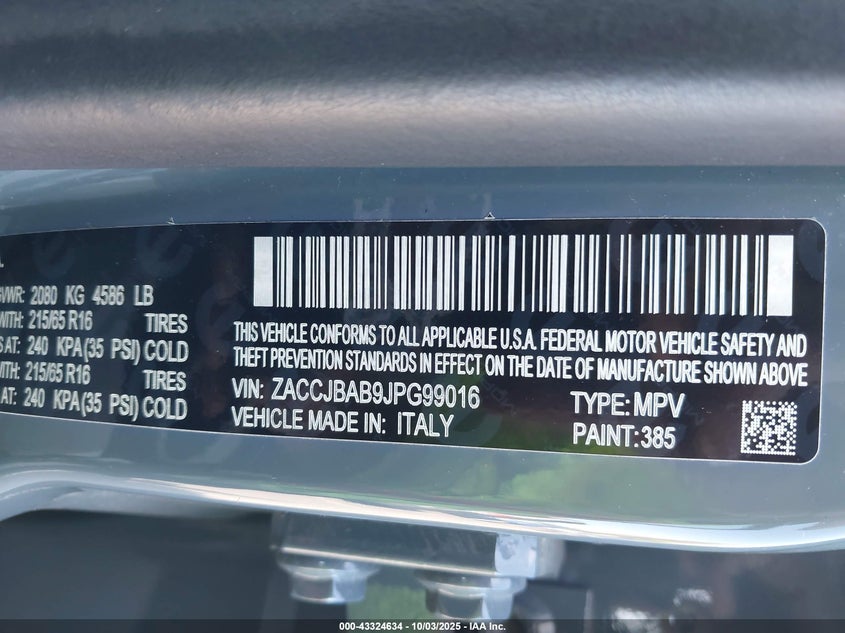 GVWR: 2080 KG 4586 LB
WITH: 215/65 R16 TIRES
AT: 240 KPA(35 PSI) COLD
WITH: 215/65 R16 TIRES
AT: 240 KPA(35 PSI) COLD
THIS VEHICLE CONFORMS TO ALL APPLICABLE U.S.A. FEDERAL MOTOR VEHICLE SAFETY AND
THEFT PREVENTION STANDARDS IN EFFECT ON THE DATE OF MANUFACTURE SHOWN ABOVE
VIN: ZACCJBAB9JPG99016 TYPE: MPV
VEHICLE MADE IN: ITALY PAINT: 385
000-43324634 - 10/03/2025 - IAA Inc.